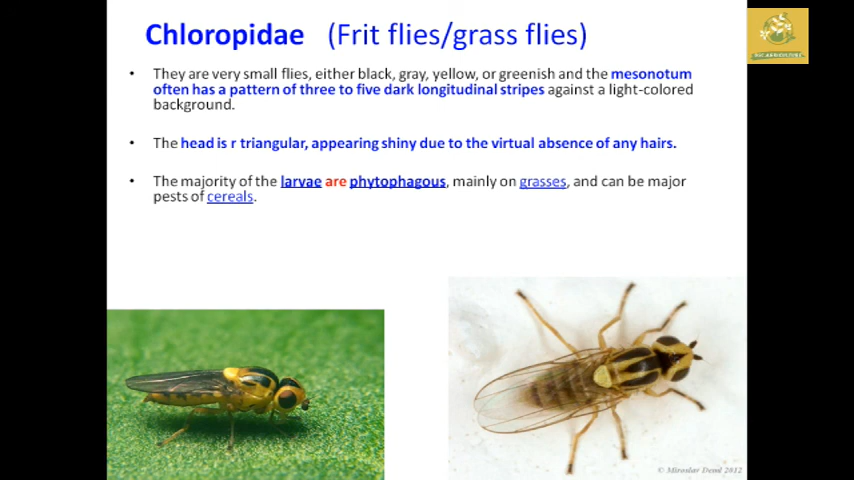 Chloropidae (Frit flies/grass flies)
• They are very small flies, either black, gray, yellow, or greenish and the mesonotum
often has a pattern of three to five dark longitudinal stripes against a light-colored
background.
• The head is r triangular, appearing shiny due to the virtual absence of any hairs.
• The majority of the larvae are phytophagous, mainly on grasses, and can be major
pests of cereals.
© Miroslav Deml 2012